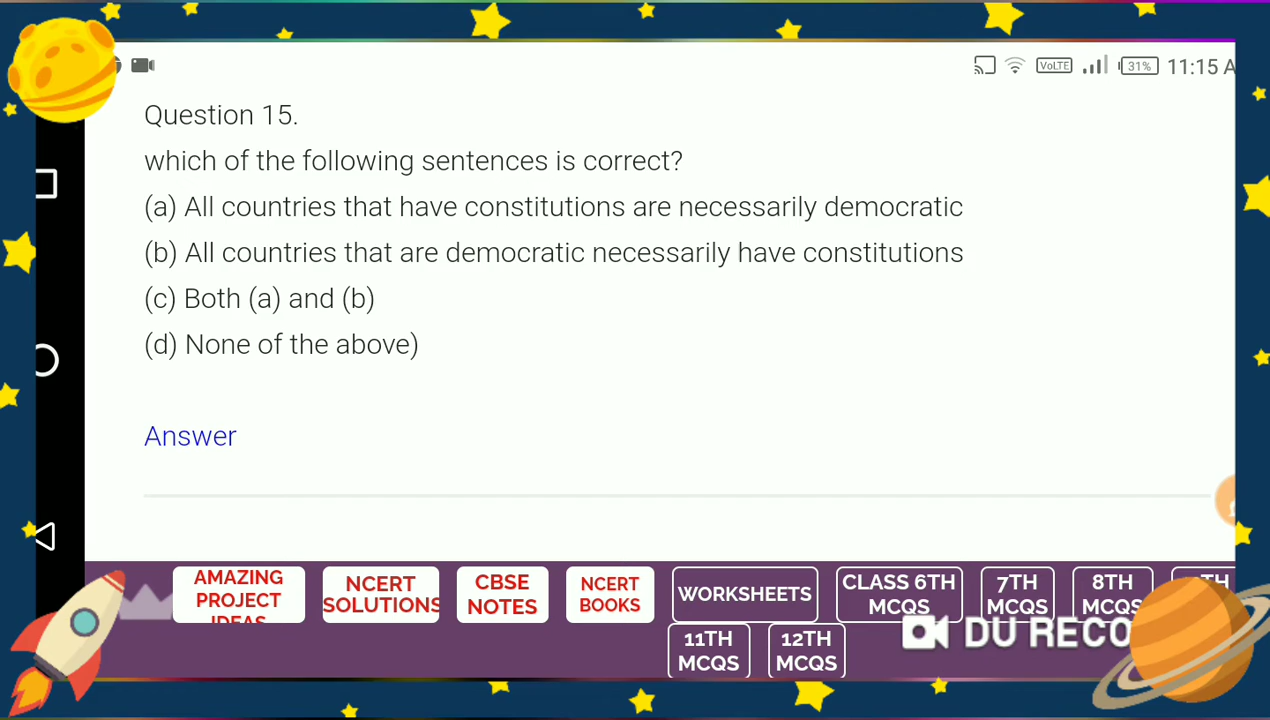 VoLTE 31% 11:15 A
Question 15.
which of the following sentences is correct?
(a) All countries that have constitutions are necessarily democratic
(b) All countries that are democratic necessarily have constitutions
(c) Both (a) and (b)
(d) None of the above)
Answer
AMAZING
PROJECT
IDEAS
NCERT
SOLUTIONS
CBSE
NOTES
NCERT
BOOKS
WORKSHEETS
CLASS 6TH
MCQS
7TH
MCQS
8TH
MCQS
TH
11TH
MCQS
12TH
MCQS
DU RECO